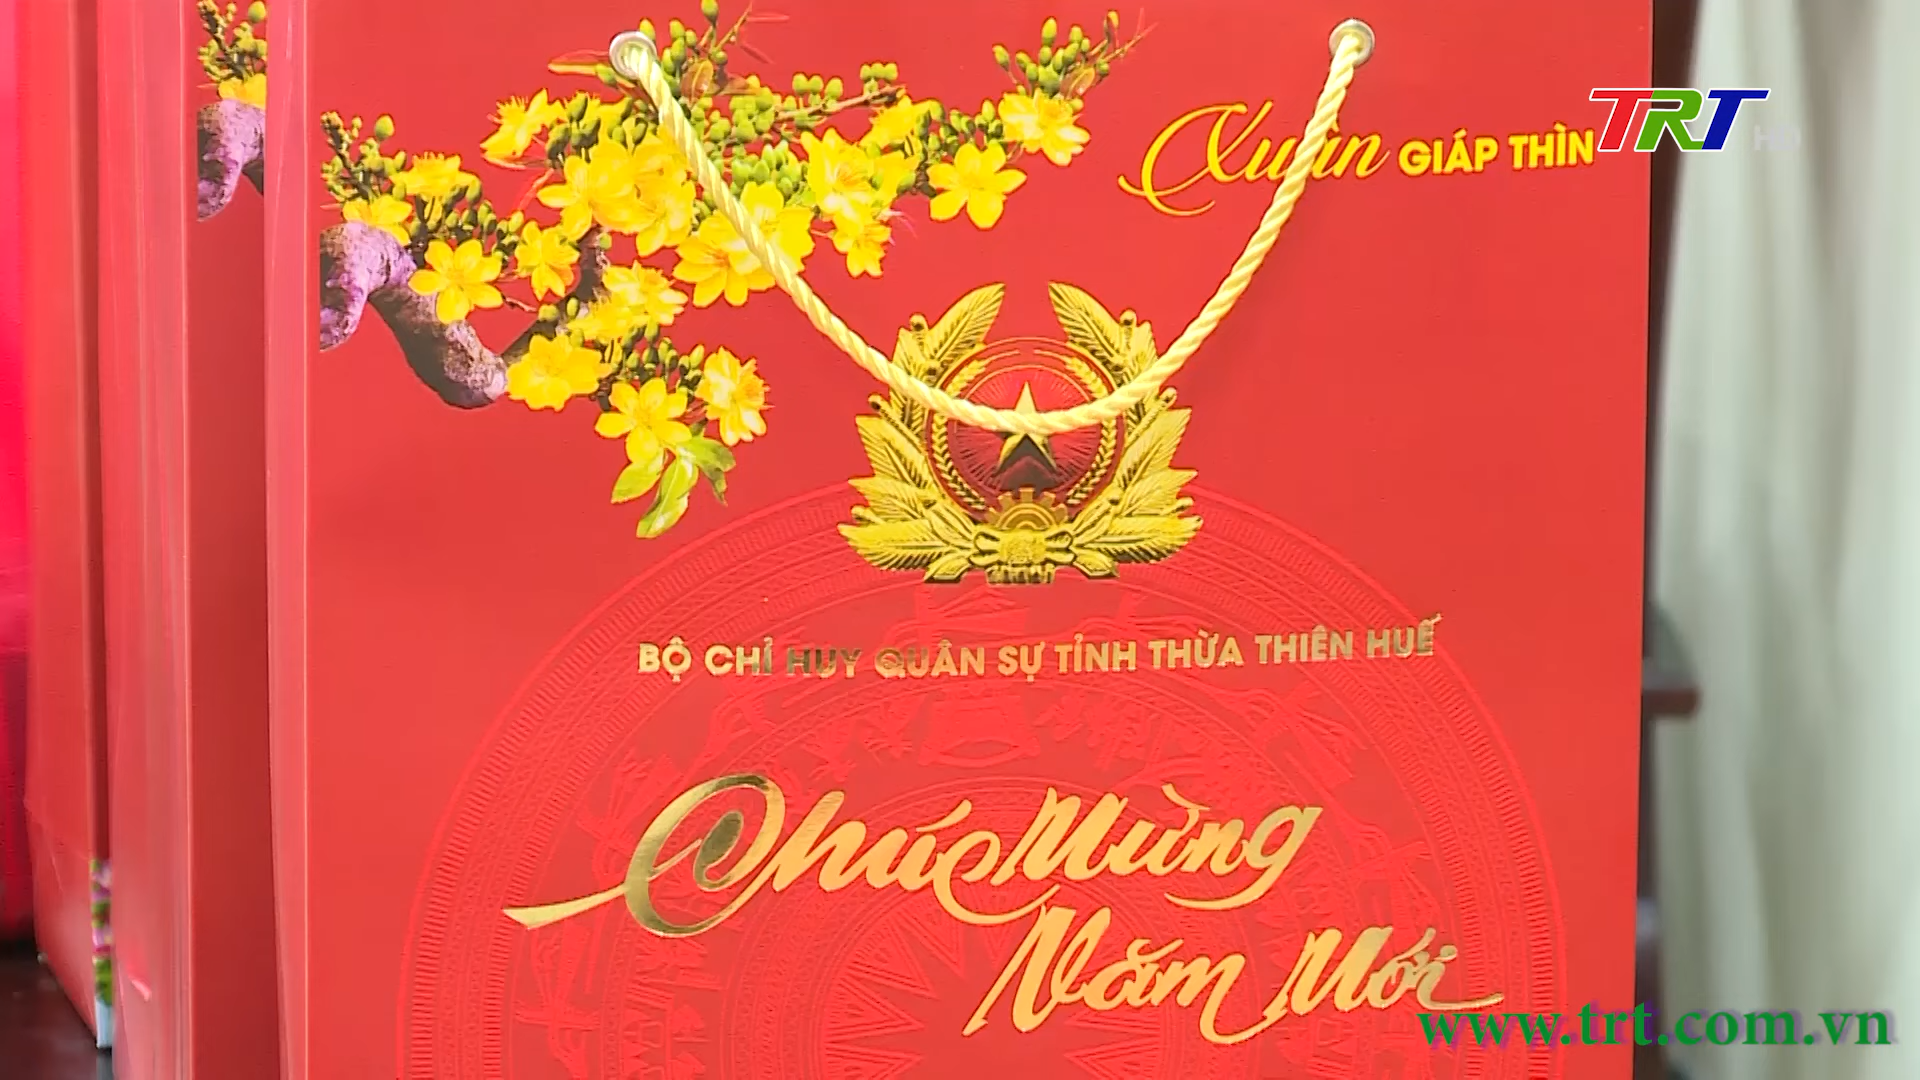 TRT HD
Xuân GIÁP THÌN
BỘ CHỈ HUY QUÂN SỰ TỈNH THỪA THIÊN HUẾ
Chúc Mừng
Năm Mới
www.trt.com.vn